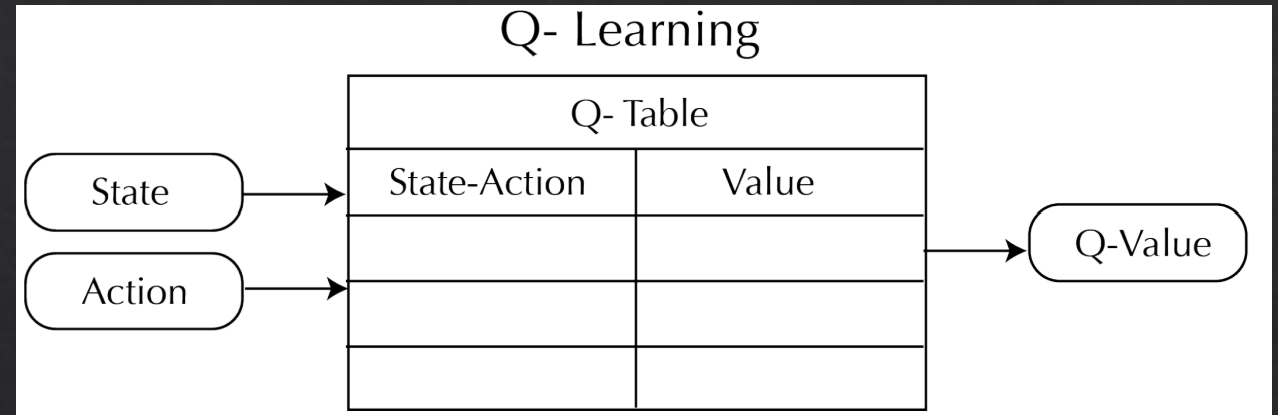 Q- Learning
Q- Table
State-Action
Value
State
Action
Q-Value